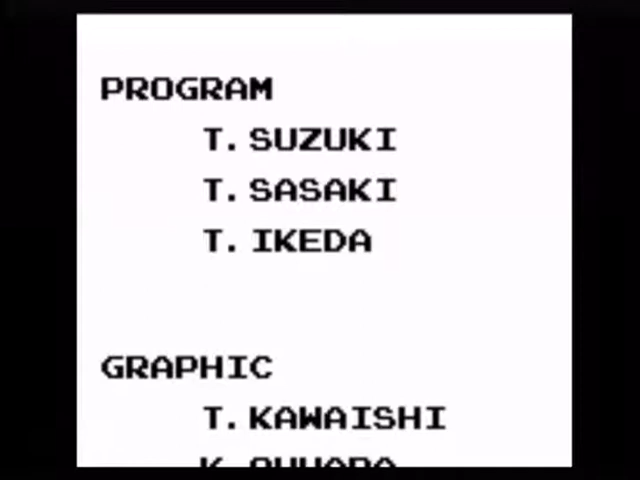 PROGRAM
T. SUZUKI
T. SASAKI
T. IKEDA
GRAPHIC
T. KAWAISHI
K.